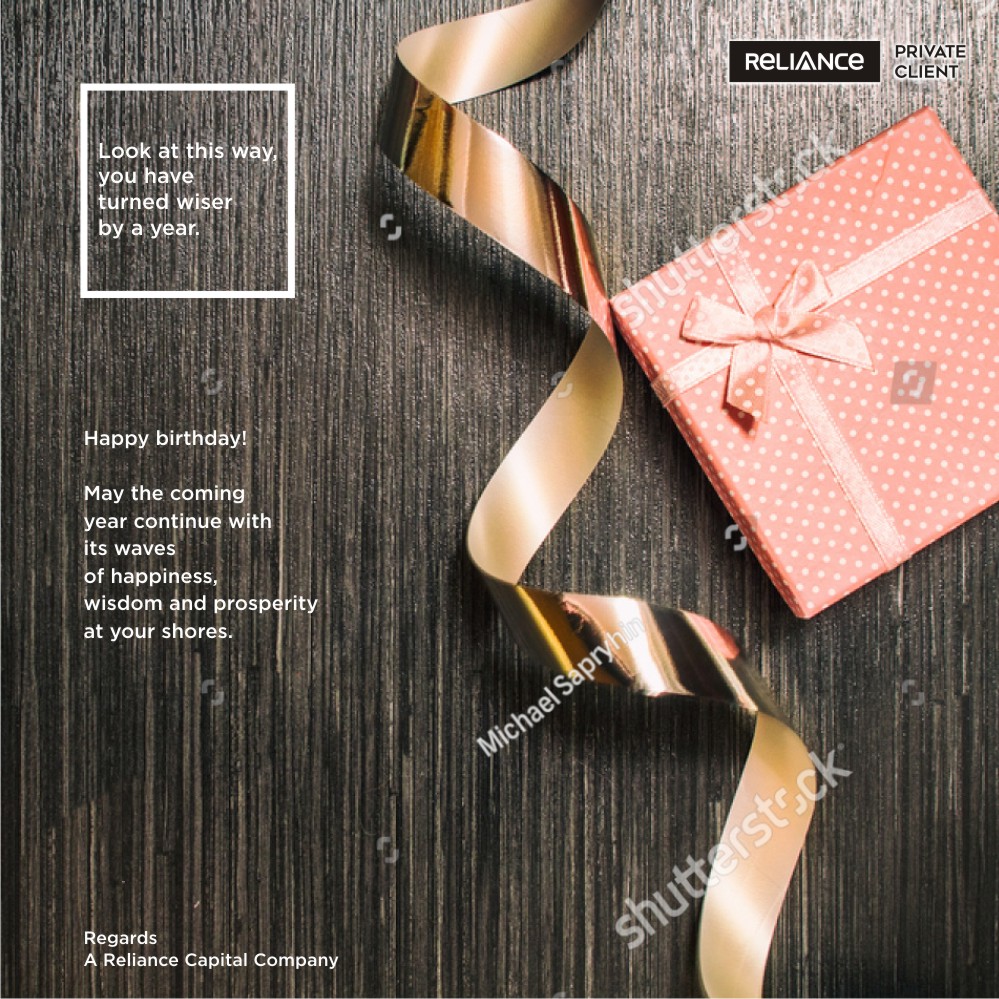 RELIANCE
PRIVATE
CLIENT
Look at this way,
you have
turned wiser
by a year.
shutterstock
Happy birthday!
May the coming
year continue with
its waves
of happiness,
wisdom and prosperity
at your shores.
Michael Sapryhin
shutterstock
Regards
A Reliance Capital Company